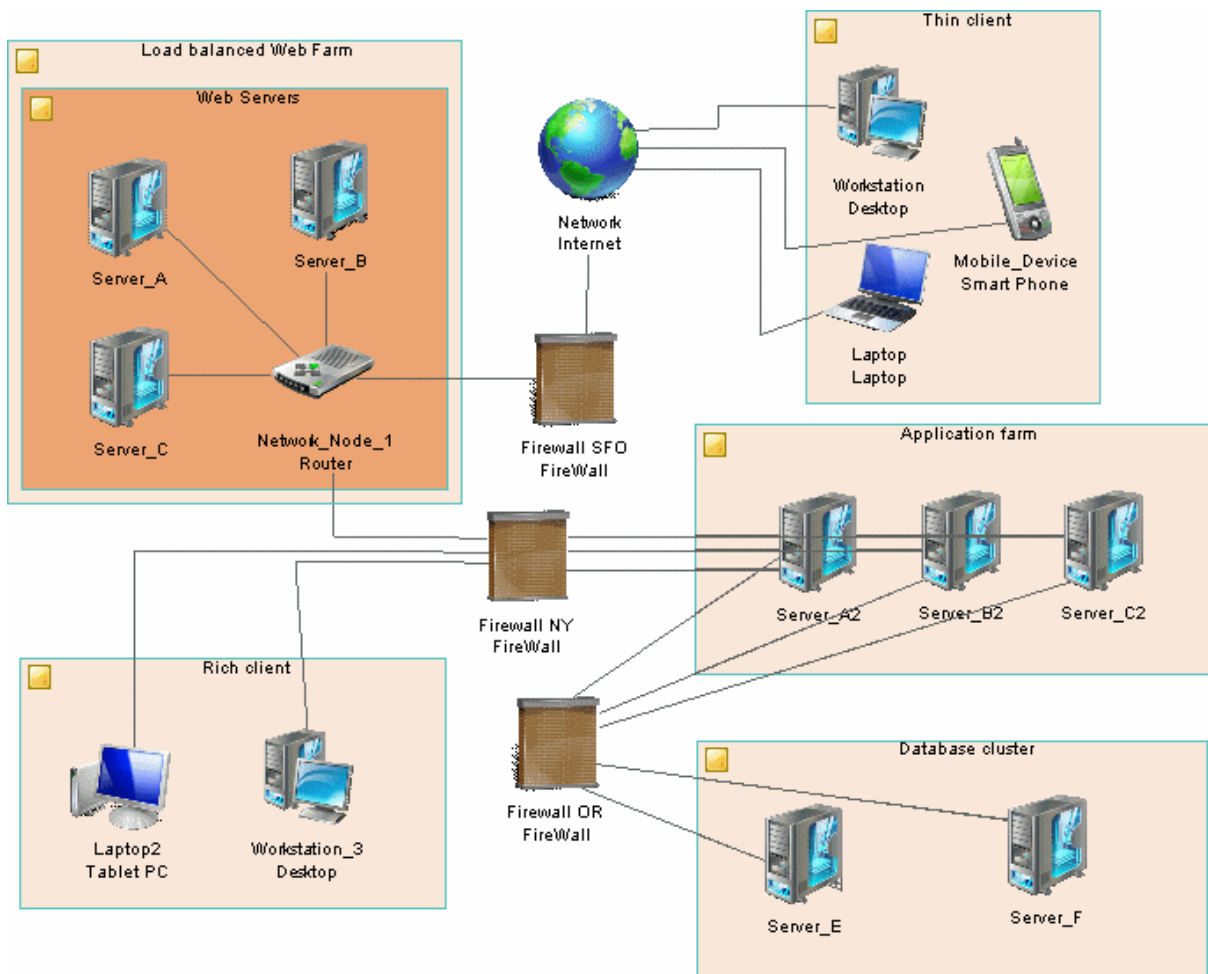 Load balanced Web Farm
Web Servers
Server_A
Server_B
Server_C
Network_Node_1
Router
Network
Internet
Firewall SFO
FireWall
Thin client
Workstation
Desktop
Mobile_Device
Smart Phone
Laptop
Laptop
Application farm
Server_A2
Server_B2
Server_C2
Firewall NY
FireWall
Rich client
Laptop2
Tablet PC
Workstation_3
Desktop
Firewall OR
FireWall
Database cluster
Server_E
Server_F